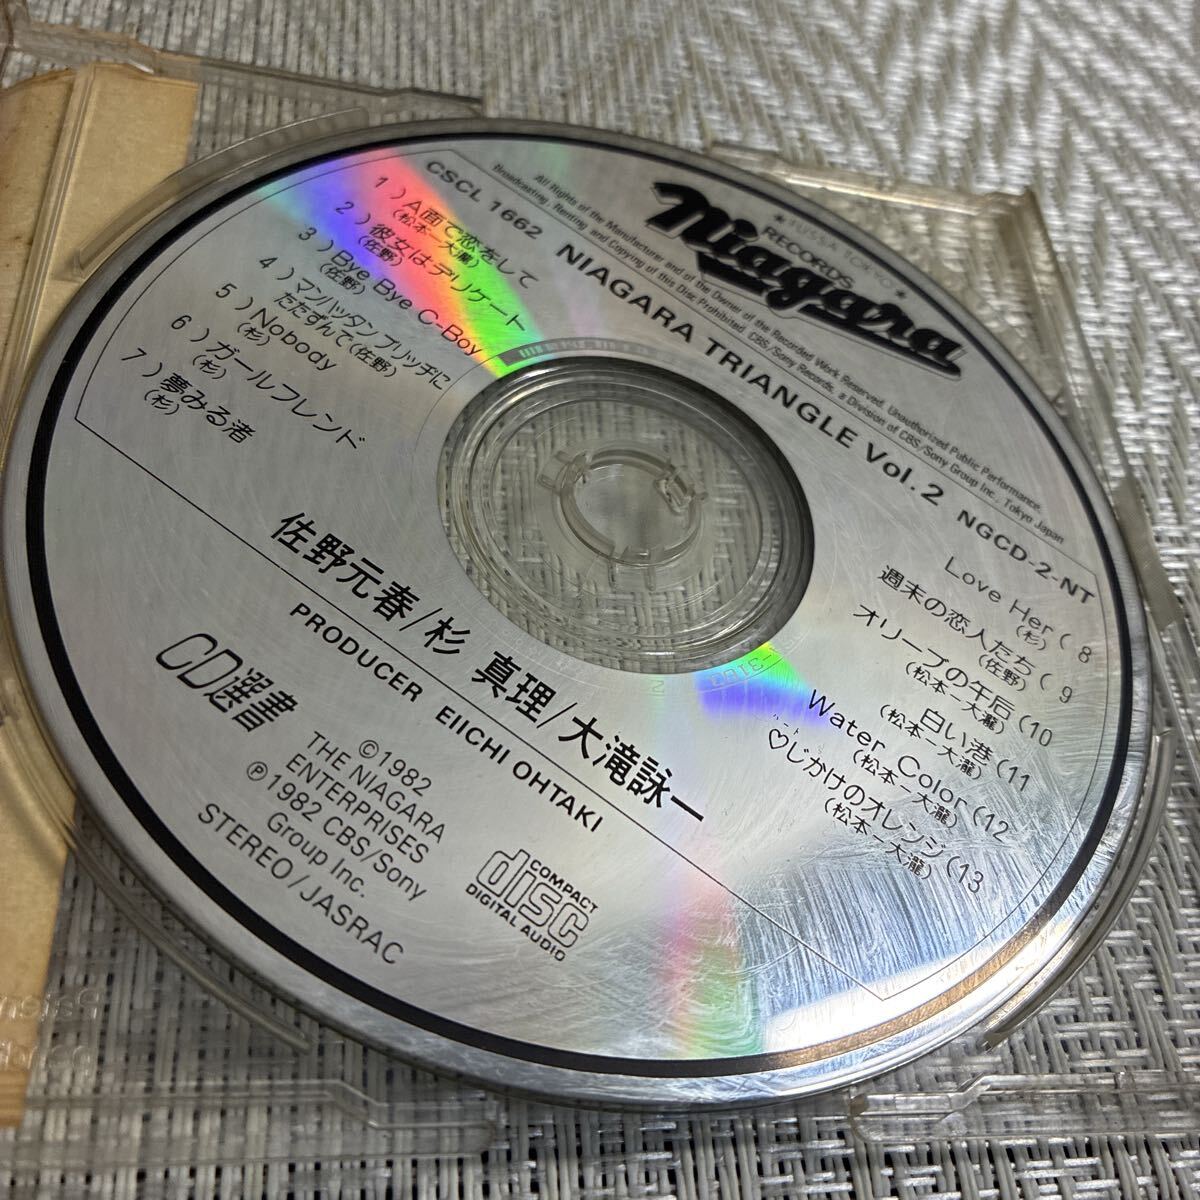 Niagara
RECORDS
All Rights of the Manufacturer and of the Owner of the Recorded Work Reserved. Unauthorized Public Performance,
Broadcasting, Renting and Copying of this Disc Prohibited. CBS/Sony Records, a Division of CBS/Sony Group Inc., Tokyo Japan
CSCL 1662 NIAGARA TRIANGLE Vol.2 NGCD-2-NT
1) A面で恋をして
(松本－大瀧)
2) 彼女はデリケート
(佐野)
3) Bye Bye C-Boy
(佐野)
4) マンハッタンブリッヂに
たたずんで(佐野)
5) Nobody
(杉)
6) ガールフレンド
(杉)
7) 夢みる渚
(杉)
Love Her (8
(杉)
週末の恋人たち (9
(佐野)
オリーブの午后 (10
(松本－大瀧)
白い港 (11
(松本－大瀧)
Water Color (12
(松本－大瀧)
ハート
♡じかけのオレンジ (13
(松本－大瀧)
佐野元春/杉 真理/大滝詠一
PRODUCER EIICHI OHTAKI
CD選書
©1982
THE NIAGARA
ENTERPRISES
℗1982 CBS/Sony
Group Inc.
STEREO/JASRAC
COMPACT
disc
DIGITAL AUDIO